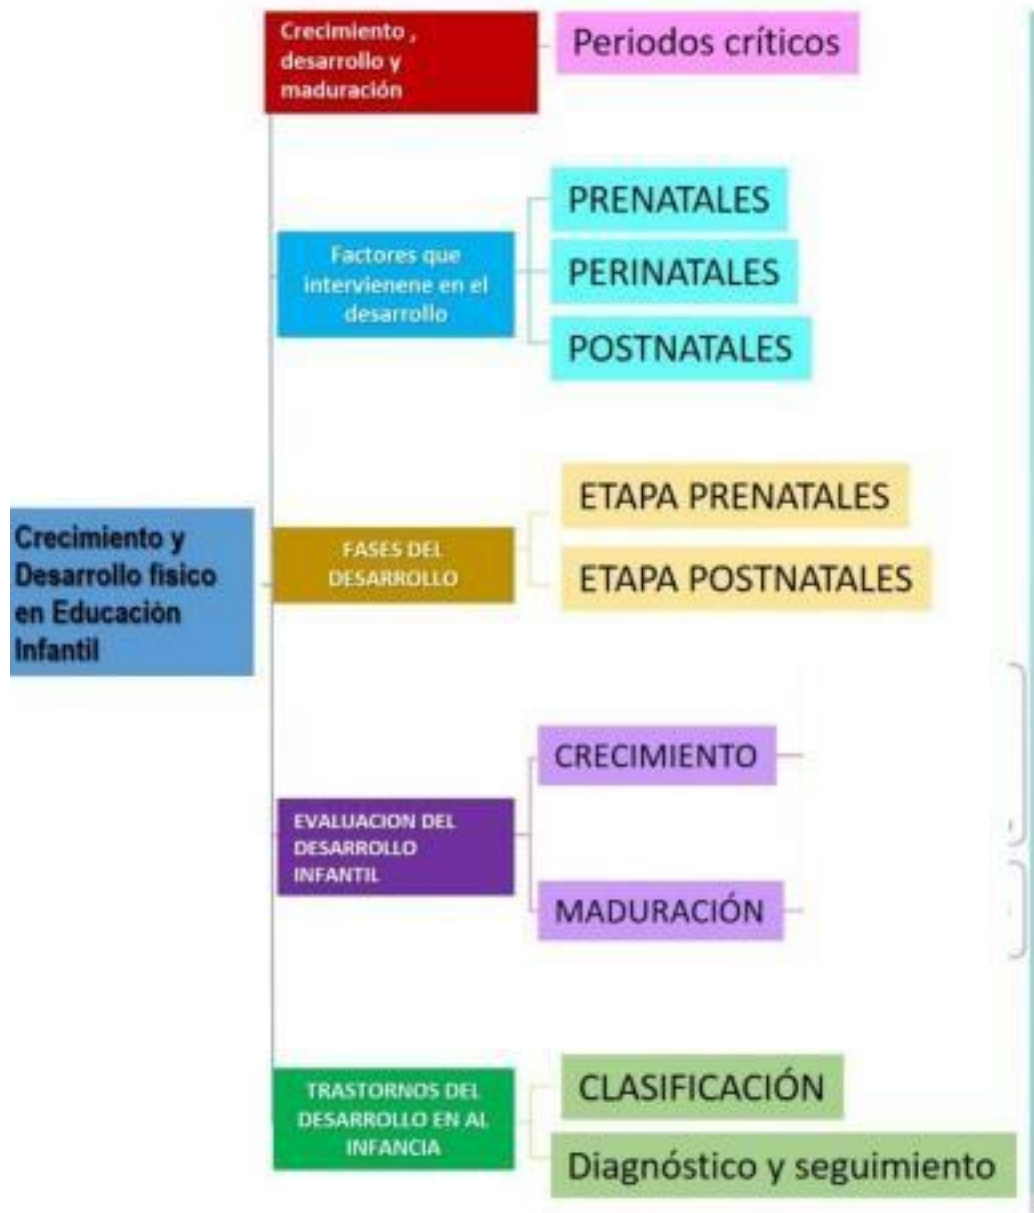 Crecimiento y
Desarrollo físico
en Educación
Infantil
Crecimiento ,
desarrollo y
maduración
Periodos críticos
Factores que
intervienene en el
desarrollo
PRENATALES
PERINATALES
POSTNATALES
FASES DEL
DESARROLLO
ETAPA PRENATALES
ETAPA POSTNATALES
EVALUACION DEL
DESARROLLO
INFANTIL
CRECIMIENTO
MADURACIÓN
TRASTORNOS DEL
DESARROLLO EN AL
INFANCIA
CLASIFICACIÓN
Diagnóstico y seguimiento